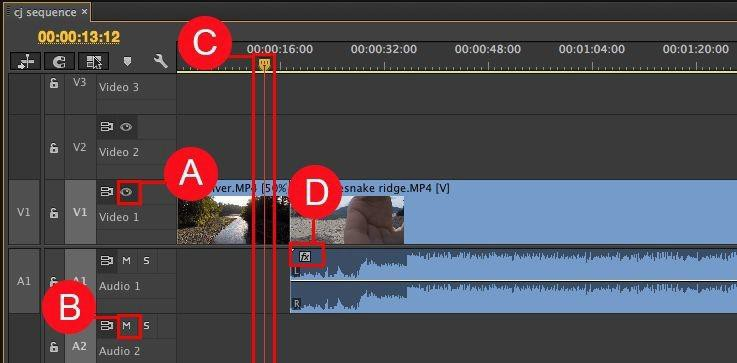 cj sequence ×
00:00:13:12
C
00:00:16:00 00:00:32:00 00:00:48:00 00:01:04:00 00:01:20:00
V3
Video 3
V2
Video 2
A
D
iver.MP4 [50% esnake ridge.MP4 [V]
V1 V1
Video 1
fx
L
A1 A1 M S
Audio 1
R
B
M S
A2
Audio 2